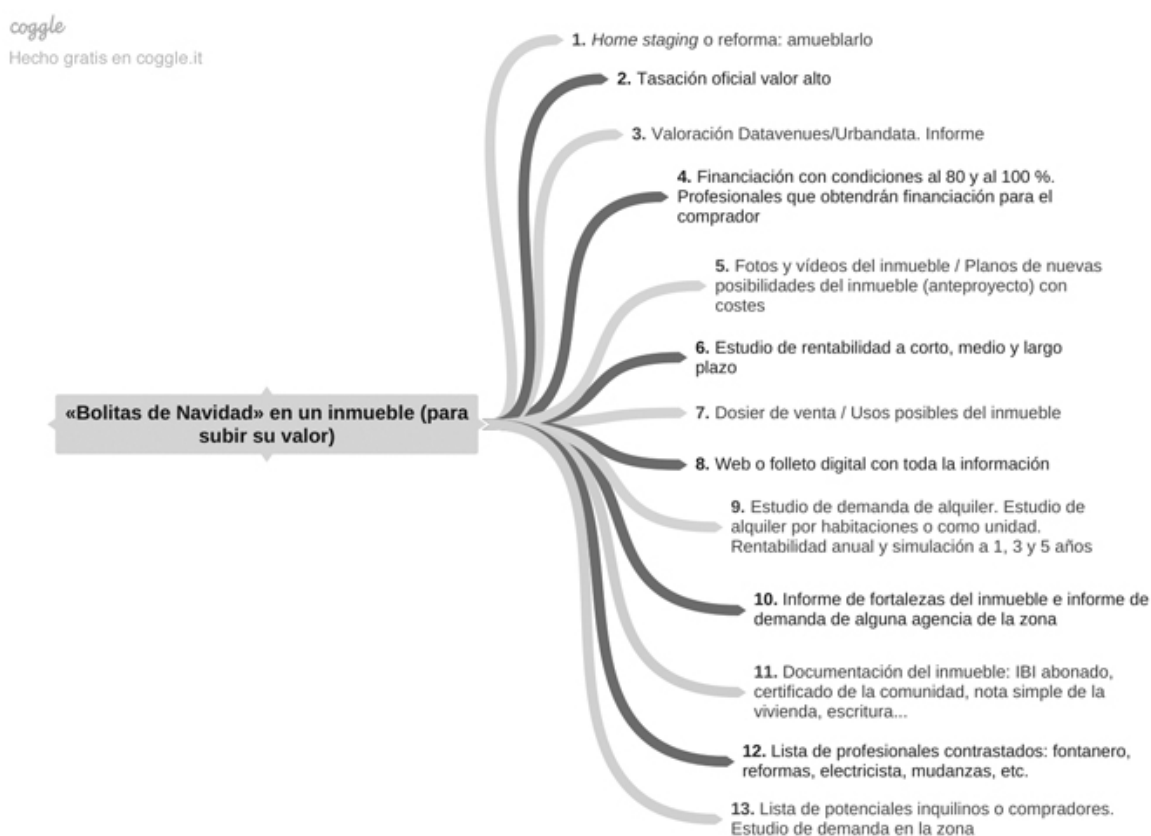 coggle
Hecho gratis en coggle.it
1. Home staging o reforma: amueblarlo
2. Tasación oficial valor alto
3. Valoración Datavenues/Urbandata. Informe
4. Financiación con condiciones al 80 y al 100 %.
Profesionales que obtendrán financiación para el
comprador
5. Fotos y vídeos del inmueble / Planos de nuevas
posibilidades del inmueble (anteproyecto) con
costes
6. Estudio de rentabilidad a corto, medio y largo
plazo
«Bolitas de Navidad» en un inmueble (para
subir su valor)
7. Dosier de venta / Usos posibles del inmueble
8. Web o folleto digital con toda la información
9. Estudio de demanda de alquiler. Estudio de
alquiler por habitaciones o como unidad.
Rentabilidad anual y simulación a 1, 3 y 5 años
10. Informe de fortalezas del inmueble e informe de
demanda de alguna agencia de la zona
11. Documentación del inmueble: IBI abonado,
certificado de la comunidad, nota simple de la
vivienda, escritura...
12. Lista de profesionales contrastados: fontanero,
reformas, electricista, mudanzas, etc.
13. Lista de potenciales inquilinos o compradores.
Estudio de demanda en la zona